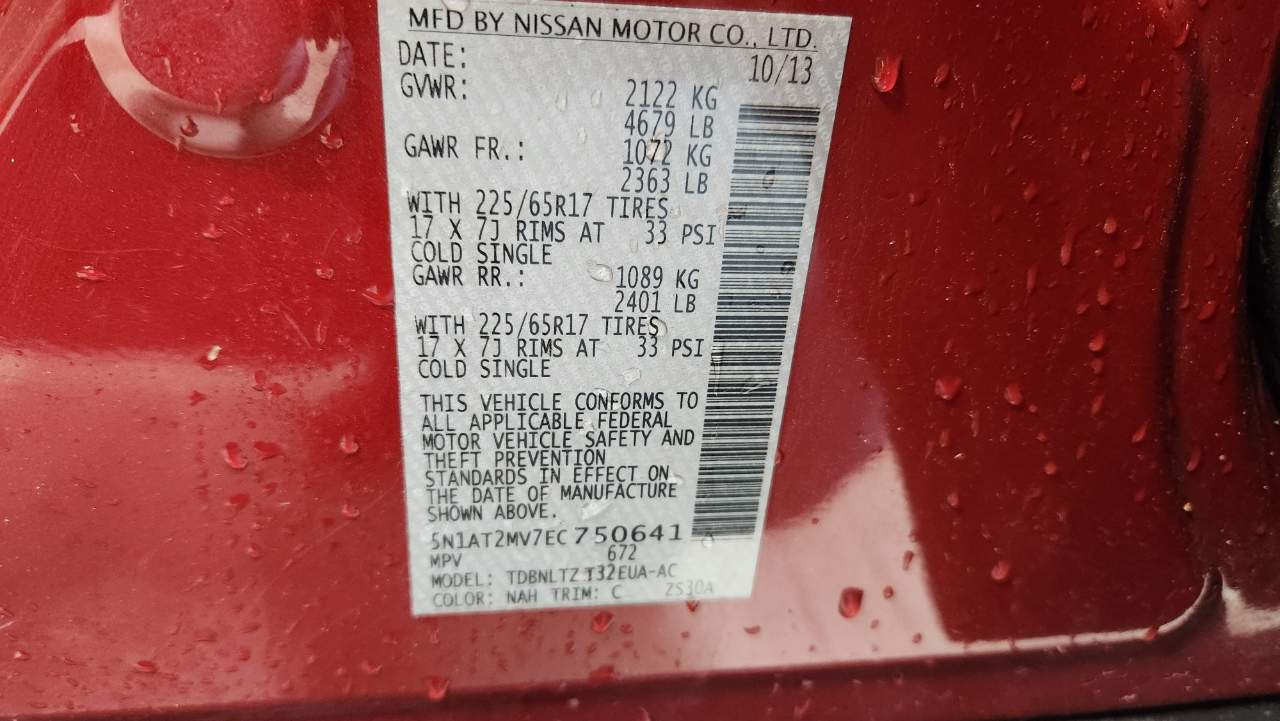 MFD BY NISSAN MOTOR CO., LTD.
DATE: 10/13
GVWR: 2122 KG
4679 LB
GAWR FR.: 1072 KG
2363 LB
WITH 225/65R17 TIRES
17 X 7J RIMS AT 33 PSI
COLD SINGLE
GAWR RR.: 1089 KG
2401 LB
WITH 225/65R17 TIRES
17 X 7J RIMS AT 33 PSI
COLD SINGLE
THIS VEHICLE CONFORMS TO
ALL APPLICABLE FEDERAL
MOTOR VEHICLE SAFETY AND
THEFT PREVENTION
STANDARDS IN EFFECT ON
THE DATE OF MANUFACTURE
SHOWN ABOVE.
5N1AT2MV7EC750641
MPV 672
MODEL: TDBNLTZ T32EUA-AC
COLOR: NAH TRIM: C ZS30A